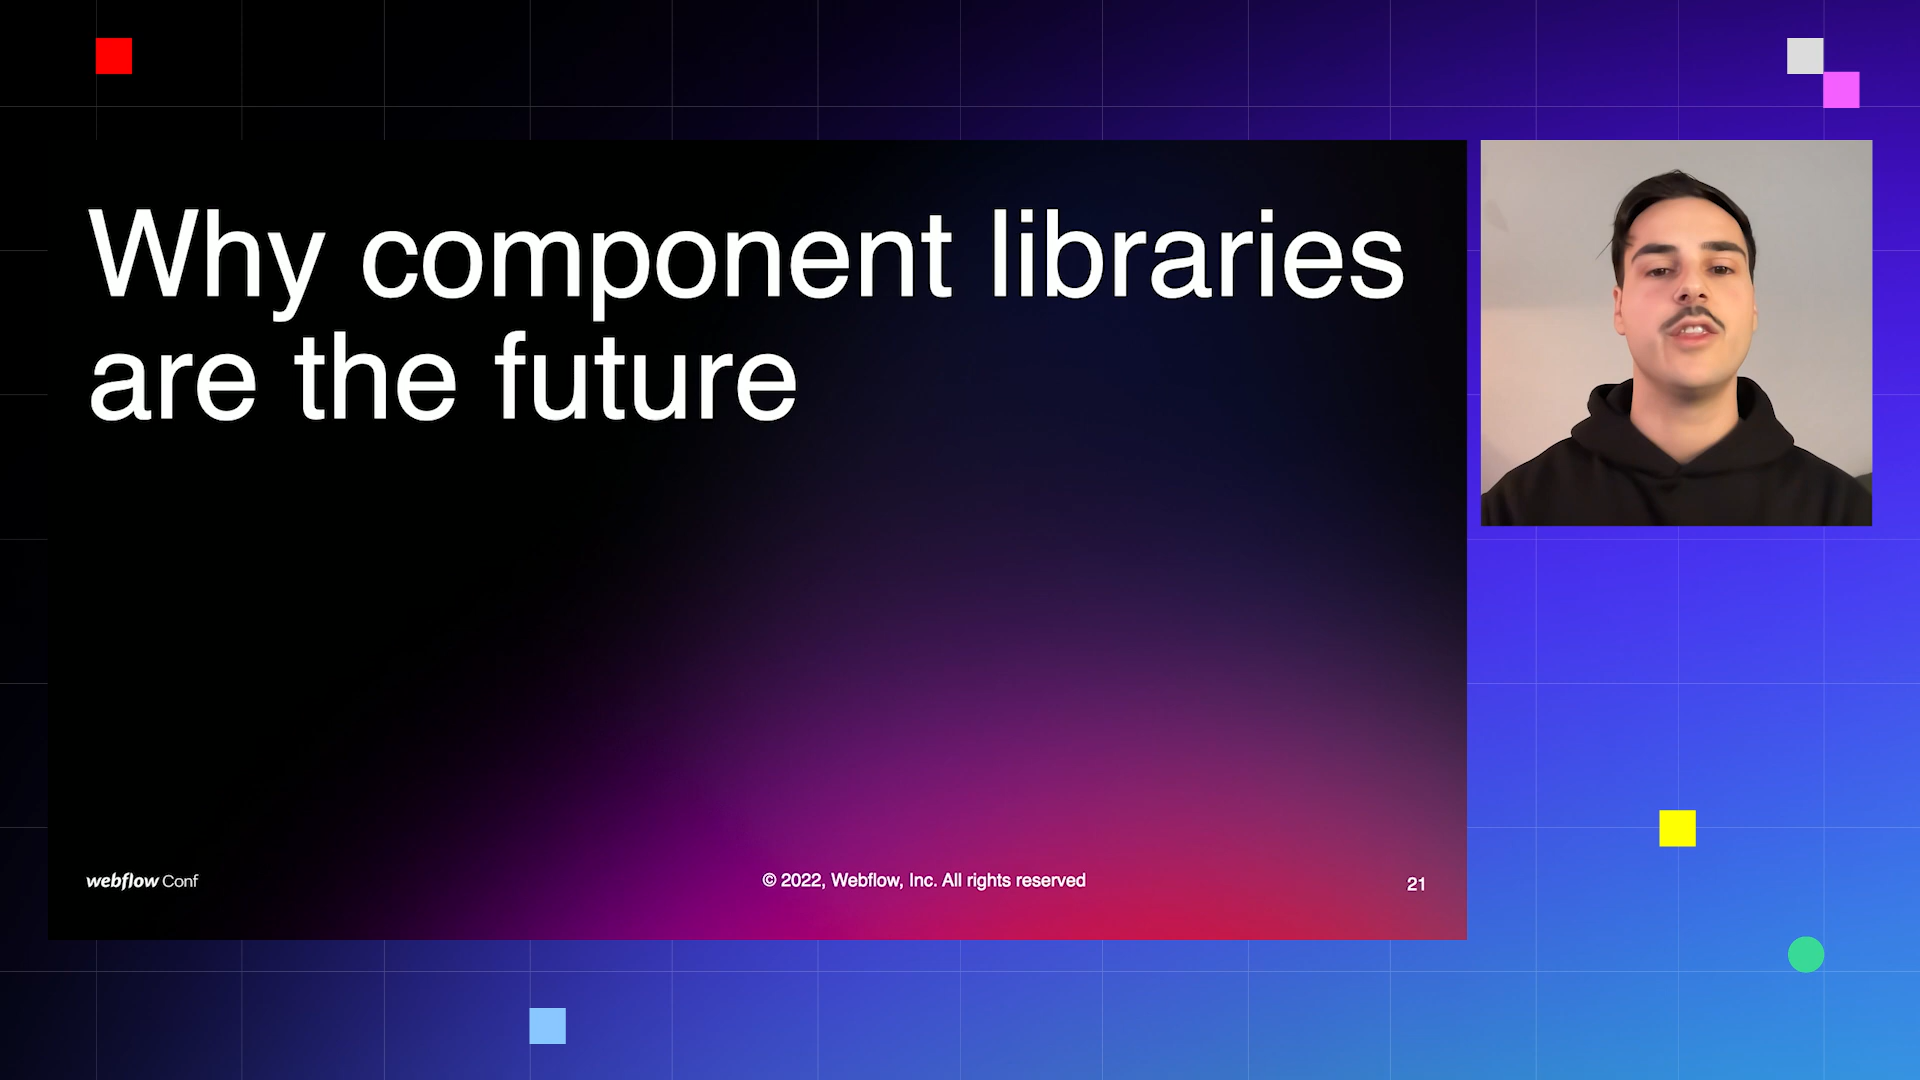 Why component libraries
are the future
webflow Conf
© 2022, Webflow, Inc. All rights reserved
21